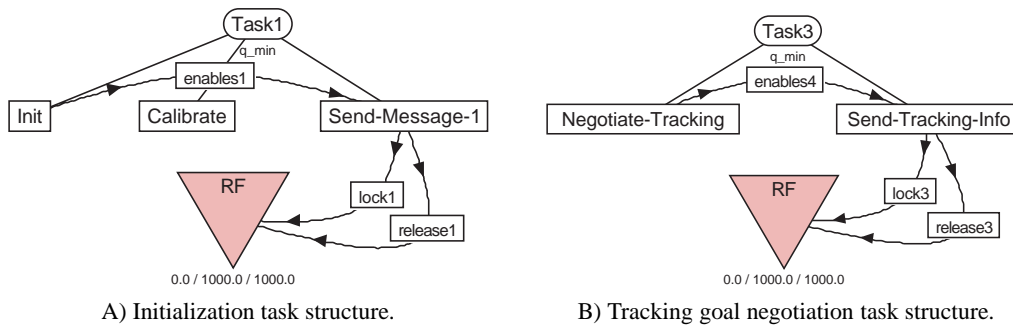 Task1
q_min
enables1
Init
Calibrate
Send-Message-1
RF
lock1
release1
0.0 / 1000.0 / 1000.0
A) Initialization task structure.
Task3
q_min
enables4
Negotiate-Tracking
Send-Tracking-Info
RF
lock3
release3
0.0 / 1000.0 / 1000.0
B) Tracking goal negotiation task structure.